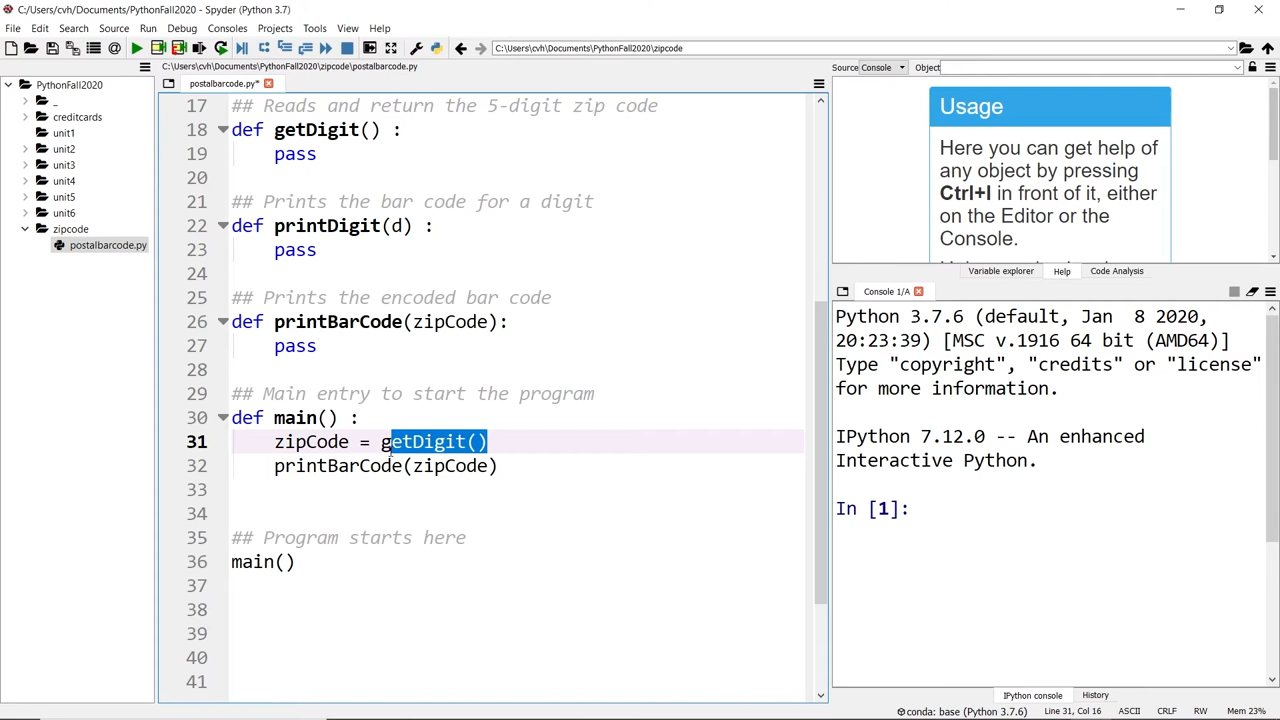 C:/Users/cvh/Documents/PythonFall2020 - Spyder (Python 3.7)
File Edit Search Source Run Debug Consoles Projects Tools View Help
C:\Users\cvh\Documents\PythonFall2020\zipcode
C:\Users\cvh\Documents\PythonFall2020\zipcode\postalbarcode.py
PythonFall2020
_
creditcards
unit1
unit2
unit3
unit4
unit5
unit6
zipcode
postalbarcode.py
postalbarcode.py*
17 ## Reads and return the 5-digit zip code
18 def getDigit() :
19 pass
20
21 ## Prints the bar code for a digit
22 def printDigit(d) :
23 pass
24
25 ## Prints the encoded bar code
26 def printBarCode(zipCode):
27 pass
28
29 ## Main entry to start the program
30 def main() :
31 zipCode = getDigit()
32 printBarCode(zipCode)
33
34
35 ## Program starts here
36 main()
37
38
39
40
41
Source Console Object
Usage
Here you can get help of
any object by pressing
Ctrl+I in front of it, either
on the Editor or the
Console.
Variable explorer Help Code Analysis
Console 1/A
Python 3.7.6 (default, Jan 8 2020,
20:23:39) [MSC v.1916 64 bit (AMD64)]
Type "copyright", "credits" or "license"
for more information.
IPython 7.12.0 -- An enhanced
Interactive Python.
In [1]:
IPython console History
conda: base (Python 3.7.6) Line 31, Col 16 ASCII CRLF RW Mem 23%